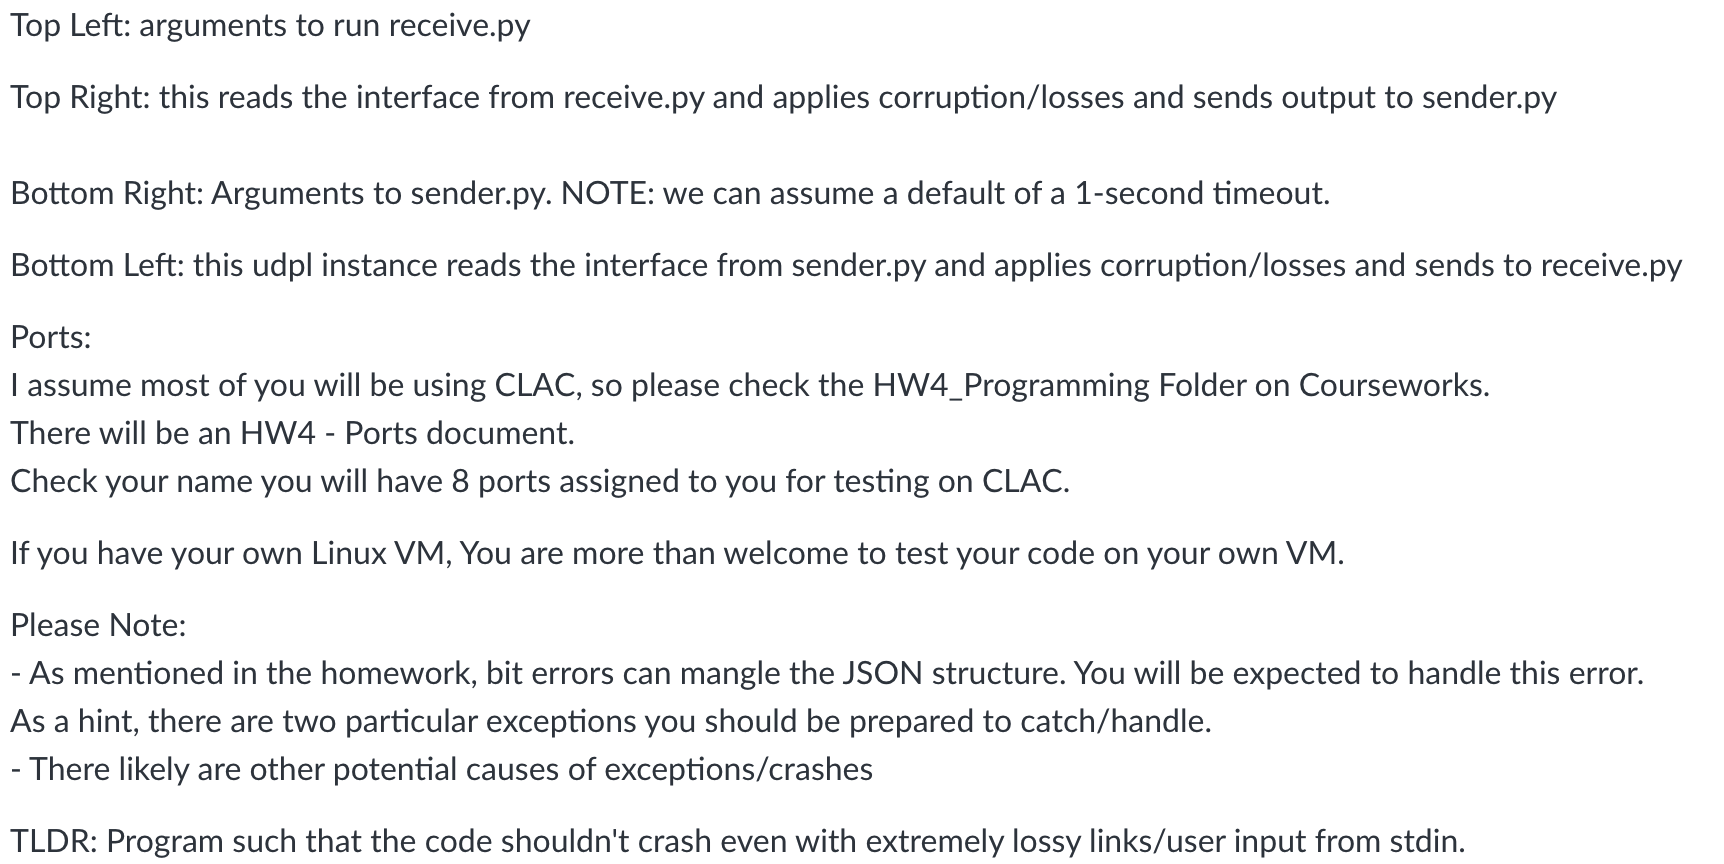 Top Left: arguments to run receive.py
Top Right: this reads the interface from receive.py and applies corruption/losses and sends output to sender.py
Bottom Right: Arguments to sender.py. NOTE: we can assume a default of a 1-second timeout.
Bottom Left: this udpl instance reads the interface from sender.py and applies corruption/losses and sends to receive.py
Ports:
I assume most of you will be using CLAC, so please check the HW4_Programming Folder on Courseworks.
There will be an HW4 - Ports document.
Check your name you will have 8 ports assigned to you for testing on CLAC.
If you have your own Linux VM, You are more than welcome to test your code on your own VM.
Please Note:
- As mentioned in the homework, bit errors can mangle the JSON structure. You will be expected to handle this error.
As a hint, there are two particular exceptions you should be prepared to catch/handle.
- There likely are other potential causes of exceptions/crashes
TLDR: Program such that the code shouldn't crash even with extremely lossy links/user input from stdin.